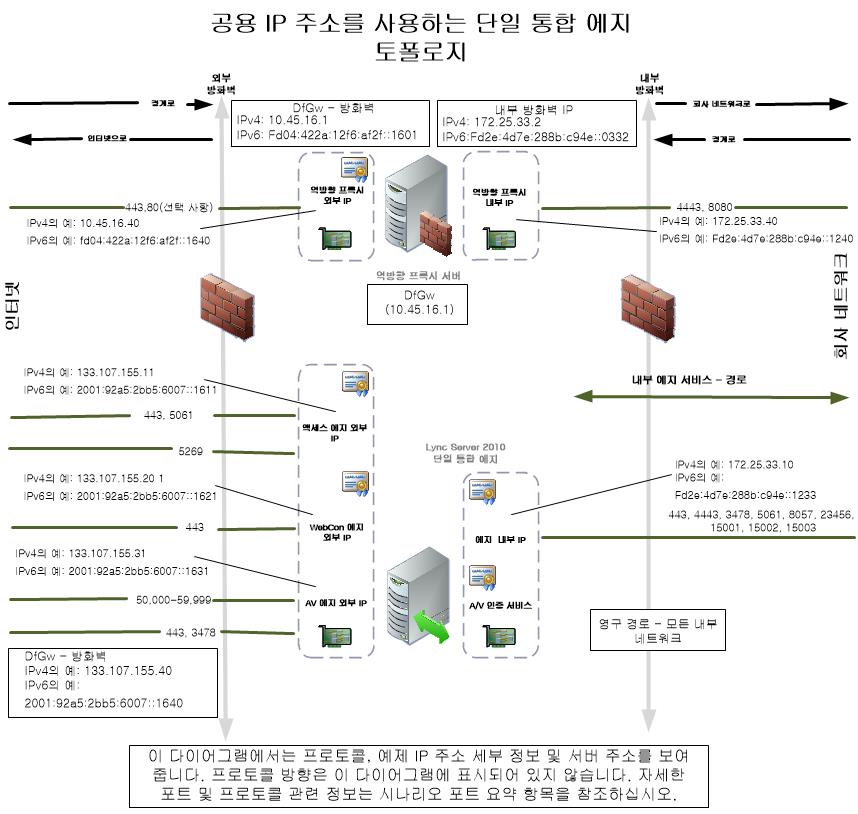 공용 IP 주소를 사용하는 단일 통합 에지
토폴로지
외부
방화벽
내부
방화벽
경계로
인터넷으로
DfGw - 방화벽
IPv4: 10.45.16.1
IPv6: Fd04:422a:12f6:af2f::1601
내부 방화벽 IP
IPv4: 172.25.33.2
IPv6:Fd2e:4d7e:288b:c94e::0332
회사 네트워크로
경계로
역방향 프록시
외부 IP
역방향 프록시
내부 IP
443,80(선택 사항)
IPv4의 예: 10.45.16.40
IPv6의 예: fd04:422a:12f6:af2f::1640
4443, 8080
IPv4의 예: 172.25.33.40
IPv6의 예: Fd2e:4d7e:288b:c94e::1240
역방향 프록시 서버
DfGw
(10.45.16.1)
인터넷
회사 네트워크
IPv4의 예: 133.107.155.11
IPv6의 예: 2001:92a5:2bb5:6007::1611
443, 5061
액세스 에지 외부
IP
5269
내부 에지 서비스 - 경로
Lync Server 2010
단일 통합 에지
IPv4의 예: 133.107.155.20 1
IPv6의 예: 2001:92a5:2bb5:6007::1621
443
WebCon 에지
외부 IP
IPv4의 예: 172.25.33.10
IPv6의 예:
Fd2e:4d7e:288b:c94e::1233
443, 4443, 3478, 5061, 8057, 23456,
15001, 15002, 15003
에지 내부 IP
IPv4의 예: 133.107.155.31
IPv6의 예: 2001:92a5:2bb5:6007::1631
50,000-59,999
AV 에지 외부 IP
A/V 인증 서비스
443, 3478
영구 경로 - 모든 내부
네트워크
DfGw - 방화벽
IPv4의 예: 133.107.155.40
IPv6의 예:
2001:92a5:2bb5:6007::1640
이 다이어그램에서는 프로토콜, 예제 IP 주소 세부 정보 및 서버 주소를 보여
줍니다. 프로토콜 방향은 이 다이어그램에 표시되어 있지 않습니다. 자세한
포트 및 프로토콜 관련 정보는 시나리오 포트 요약 항목을 참조하십시오.